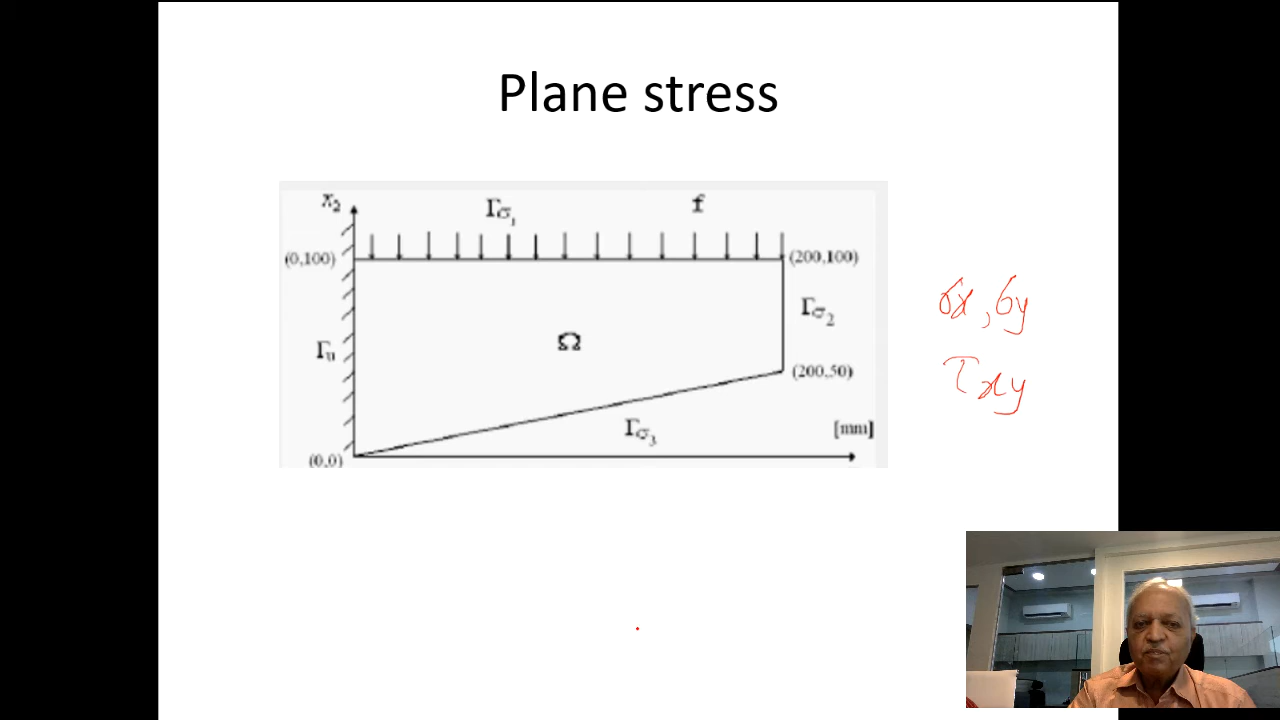 Plane stress
x₂
Γσ₁
f
(0,100)
(200,100)
Γσ₂
Ω
Γu
(200,50)
Γσ₃
[mm]
(0,0)
σx, σy
τxy